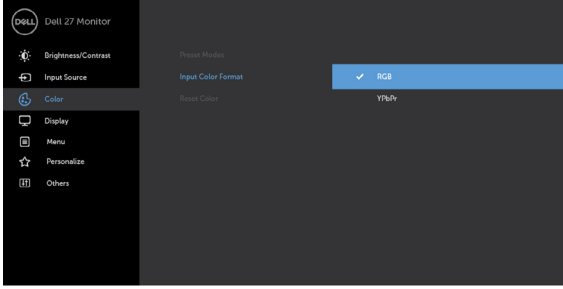 DELL Dell 27 Monitor
Brightness/Contrast
Preset Modes
Input Source
Input Color Format
RGB
Color
Reset Color
YPbPr
Display
Menu
Personalize
Others